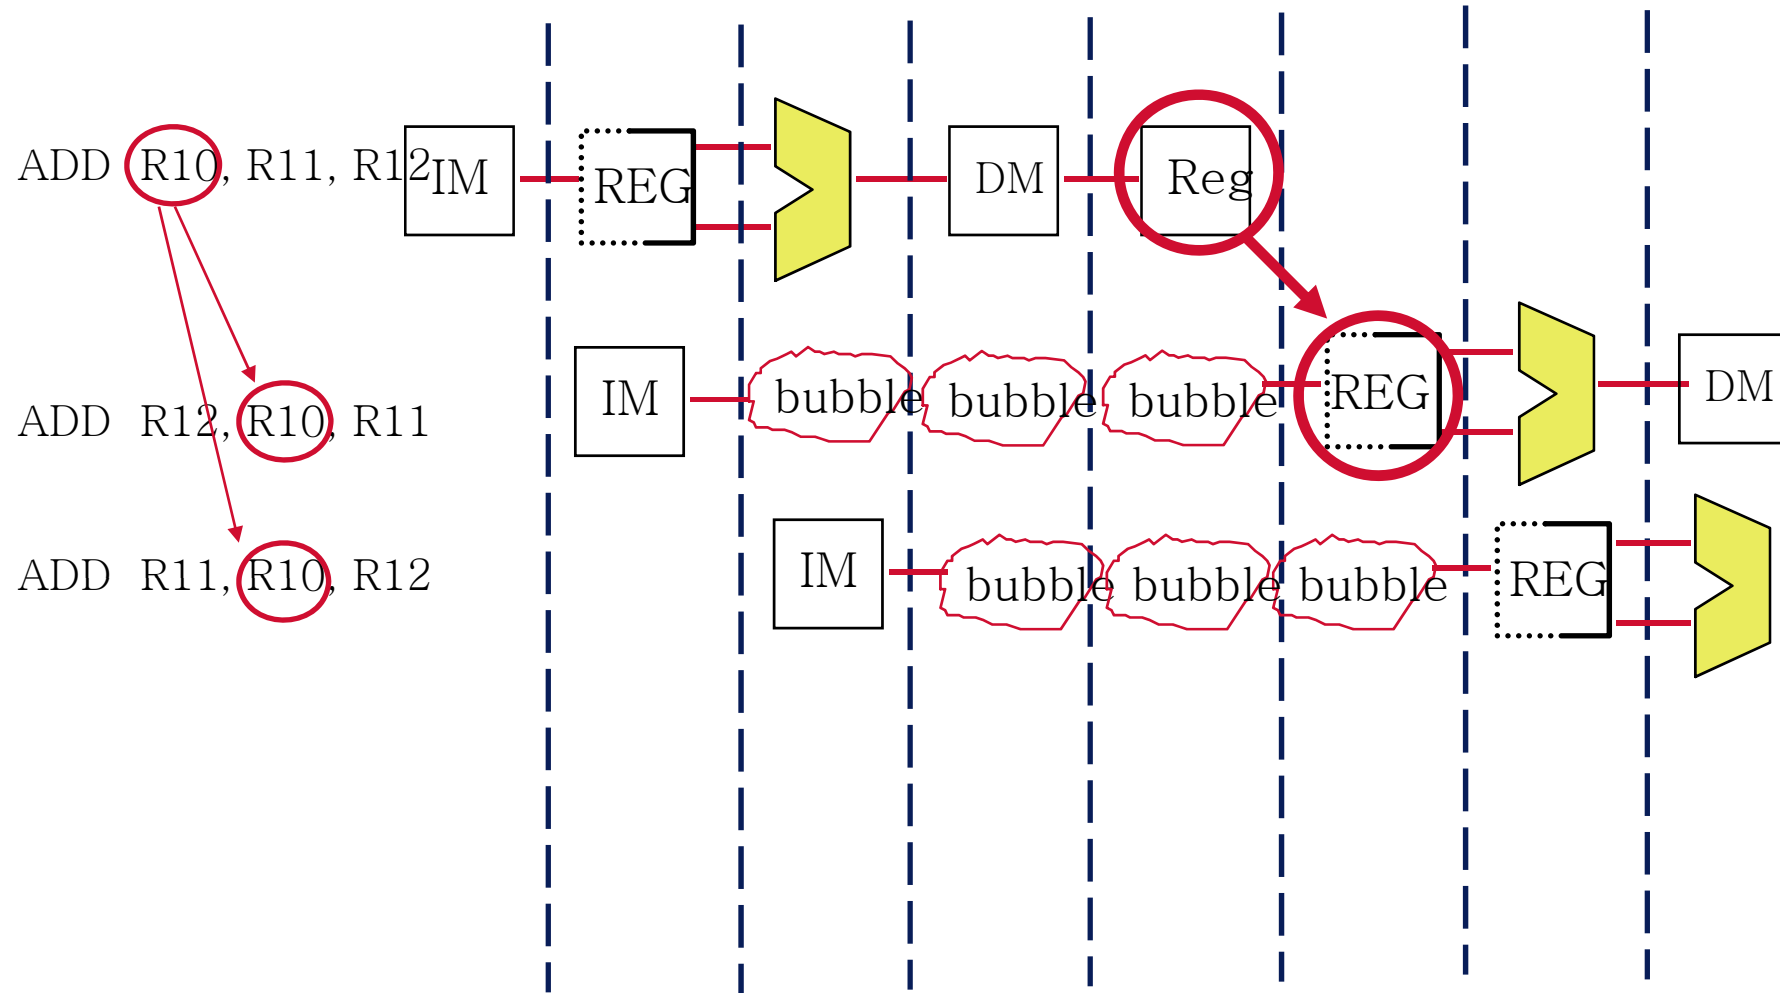 ADD R10, R11, R12 IM REG DM Reg
ADD R12, R10, R11 IM bubble bubble bubble REG DM
ADD R11, R10, R12 IM bubble bubble bubble REG